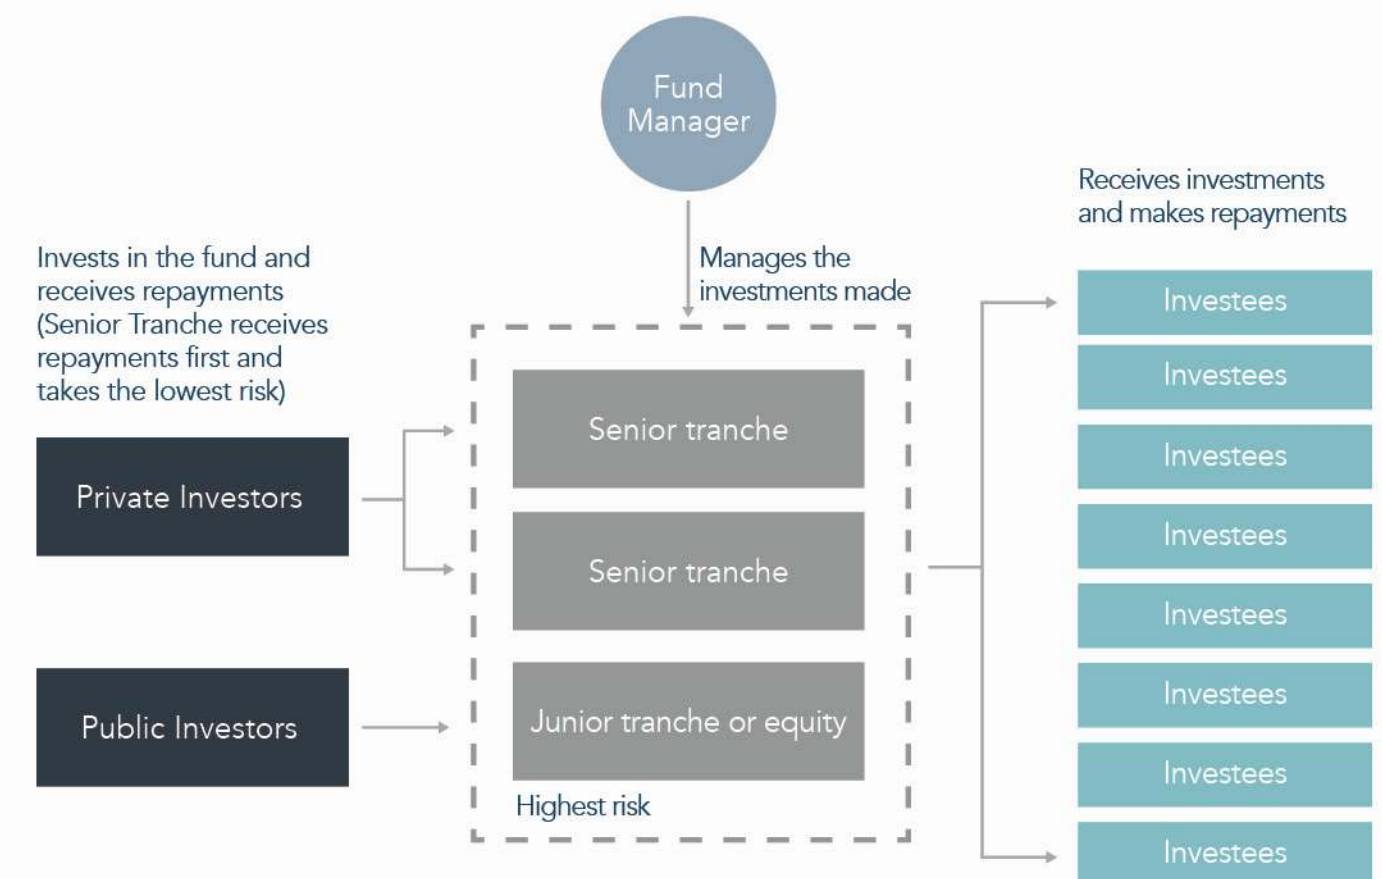 Fund
Manager
Receives investments
and makes repayments
Invests in the fund and
receives repayments
(Senior Tranche receives
repayments first and
takes the lowest risk)
Manages the
investments made
Investees
Investees
Senior tranche
Private Investors
Investees
Investees
Senior tranche
Investees
Investees
Public Investors
Junior tranche or equity
Investees
Highest risk
Investees